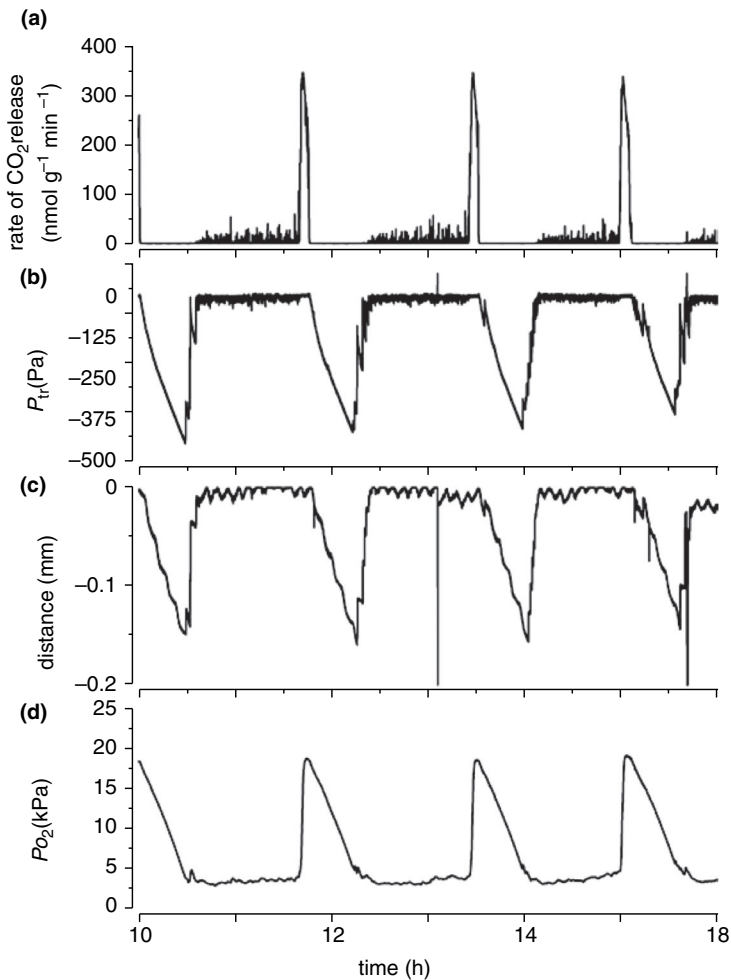 (a)
400
300
200
100
0
rate of CO₂release
(nmol g⁻¹ min⁻¹)
(b)
0
−125
−250
−375
−500
Ptr(Pa)
(c)
0
−0.1
−0.2
distance (mm)
(d)
25
20
15
10
5
0
Po₂(kPa)
10 12 14 16 18
time (h)